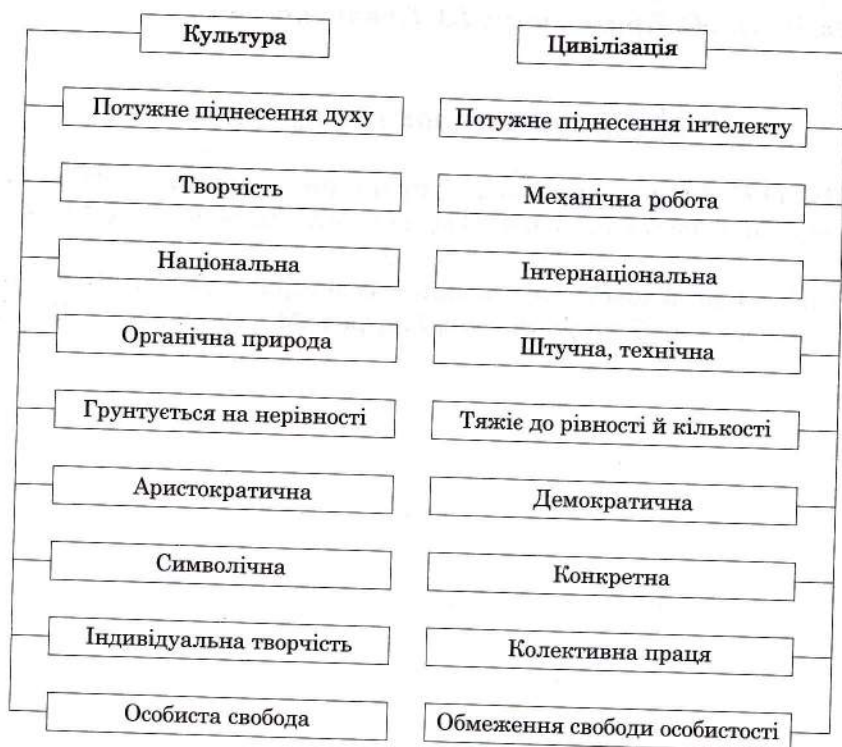 Культура
Цивілізація
Потужне піднесення духу
Потужне піднесення інтелекту
Творчість
Механічна робота
Національна
Інтернаціональна
Органічна природа
Штучна, технічна
Грунтується на нерівності
Тяжіє до рівності й кількості
Аристократична
Демократична
Символічна
Конкретна
Індивідуальна творчість
Колективна праця
Особиста свобода
Обмеження свободи особистості